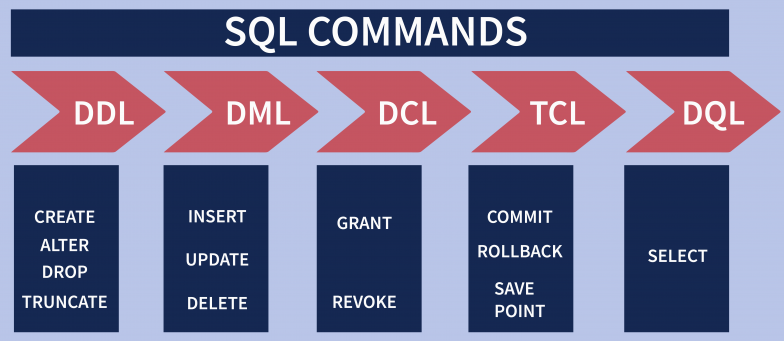 SQL COMMANDS
DDL
DML
DCL
TCL
DQL
CREATE
ALTER
DROP
TRUNCATE
INSERT
UPDATE
DELETE
GRANT
REVOKE
COMMIT
ROLLBACK
SAVE
POINT
SELECT